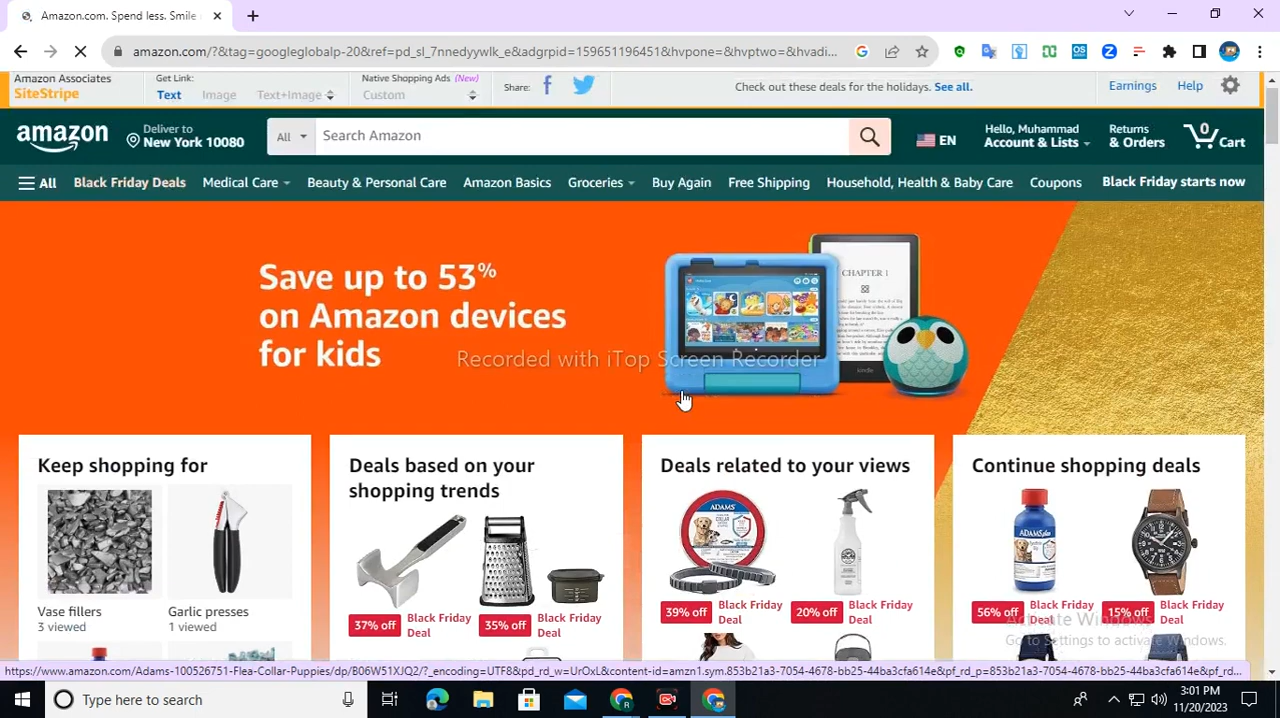 Amazon.com. Spend less. Smile
amazon.com/?&tag=googleglobalp-20&ref=pd_sl_7nnedyywlk_e&adgrpid=159651196451&hvpone=&hvptwo=&hvadi...
Amazon Associates
SiteStripe
Get Link:
Text Image Text+Image
Native Shopping Ads (New)
Custom
Share:
Check out these deals for the holidays. See all.
Earnings Help
amazon
Deliver to
New York 10080
All
Search Amazon
EN
Hello, Muhammad
Account & Lists
Returns
& Orders
0
Cart
All Black Friday Deals Medical Care Beauty & Personal Care Amazon Basics Groceries Buy Again Free Shipping Household, Health & Baby Care Coupons Black Friday starts now
Save up to 53%
on Amazon devices
for kids
CHAPTER 1
kindle
Recorded with iTop Screen Recorder
Keep shopping for
Vase fillers
3 viewed
Garlic presses
1 viewed
Deals based on your
shopping trends
37% off Black Friday
Deal
35% off Black Friday
Deal
Deals related to your views
ADAMS
39% off Black Friday
Deal
20% off Black Friday
Deal
Continue shopping deals
ADAMS
56% off Black Friday
Deal
15% off Black Friday
Deal
Activate Windows
Go to Settings to activate Windows.
https://www.amazon.com/Adams-100526751-Flea-Collar-Puppies/dp/B06W51XJQ2/?_encoding=UTF8&pd_rd_w=UrOxL&content-id=amzn1.sym.853b21a3-7054-4678-bb25-44ba3cfa614e&pf_rd_p=853b21a3-7054-4678-bb25-44ba3cfa614e&pf_rd_...
Type here to search
3:01 PM
11/20/2023